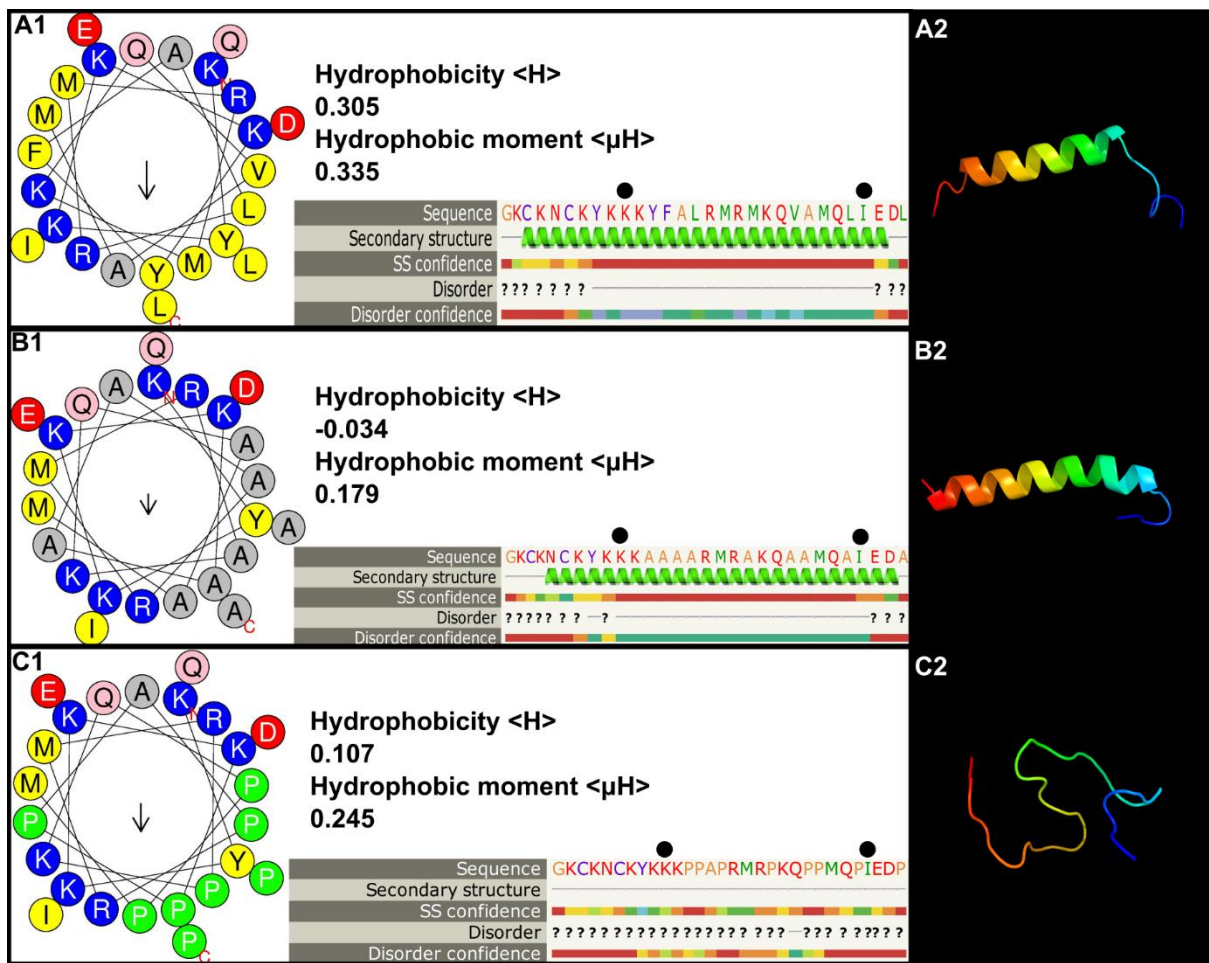 A1
E K Q A Q K N R K D
M V
M L
F Y L
K M
K Y
I R A L C
Hydrophobicity <H>
0.305
Hydrophobic moment <µH>
0.335
Sequence GKCKNCKYKKKYFALRMRMKQVAMQLIEDL
Secondary structure
SS confidence
Disorder ??? ? ? ? ? ? ? ?
Disorder confidence
A2
B1
Q
E K Q A K N R K D
M A
M A
A Y A
K A
K A
I R A A C
Hydrophobicity <H>
-0.034
Hydrophobic moment <µH>
0.179
Sequence GKCKNCKYKKKAAAARMRAKQAAMQAIEDA
Secondary structure
SS confidence
Disorder ????? ? ? ? ? ? ?
Disorder confidence
B2
C1
E K Q A Q K N R K D
M P
M P
P Y P
K P
K P
I R P P C
Hydrophobicity <H>
0.107
Hydrophobic moment <µH>
0.245
Sequence GKCKNCKYKKKPPAPRMRPKQPPMQPIEDP
Secondary structure
SS confidence
Disorder ??????????????????? ? ? ? ? ? ? ????
Disorder confidence
C2